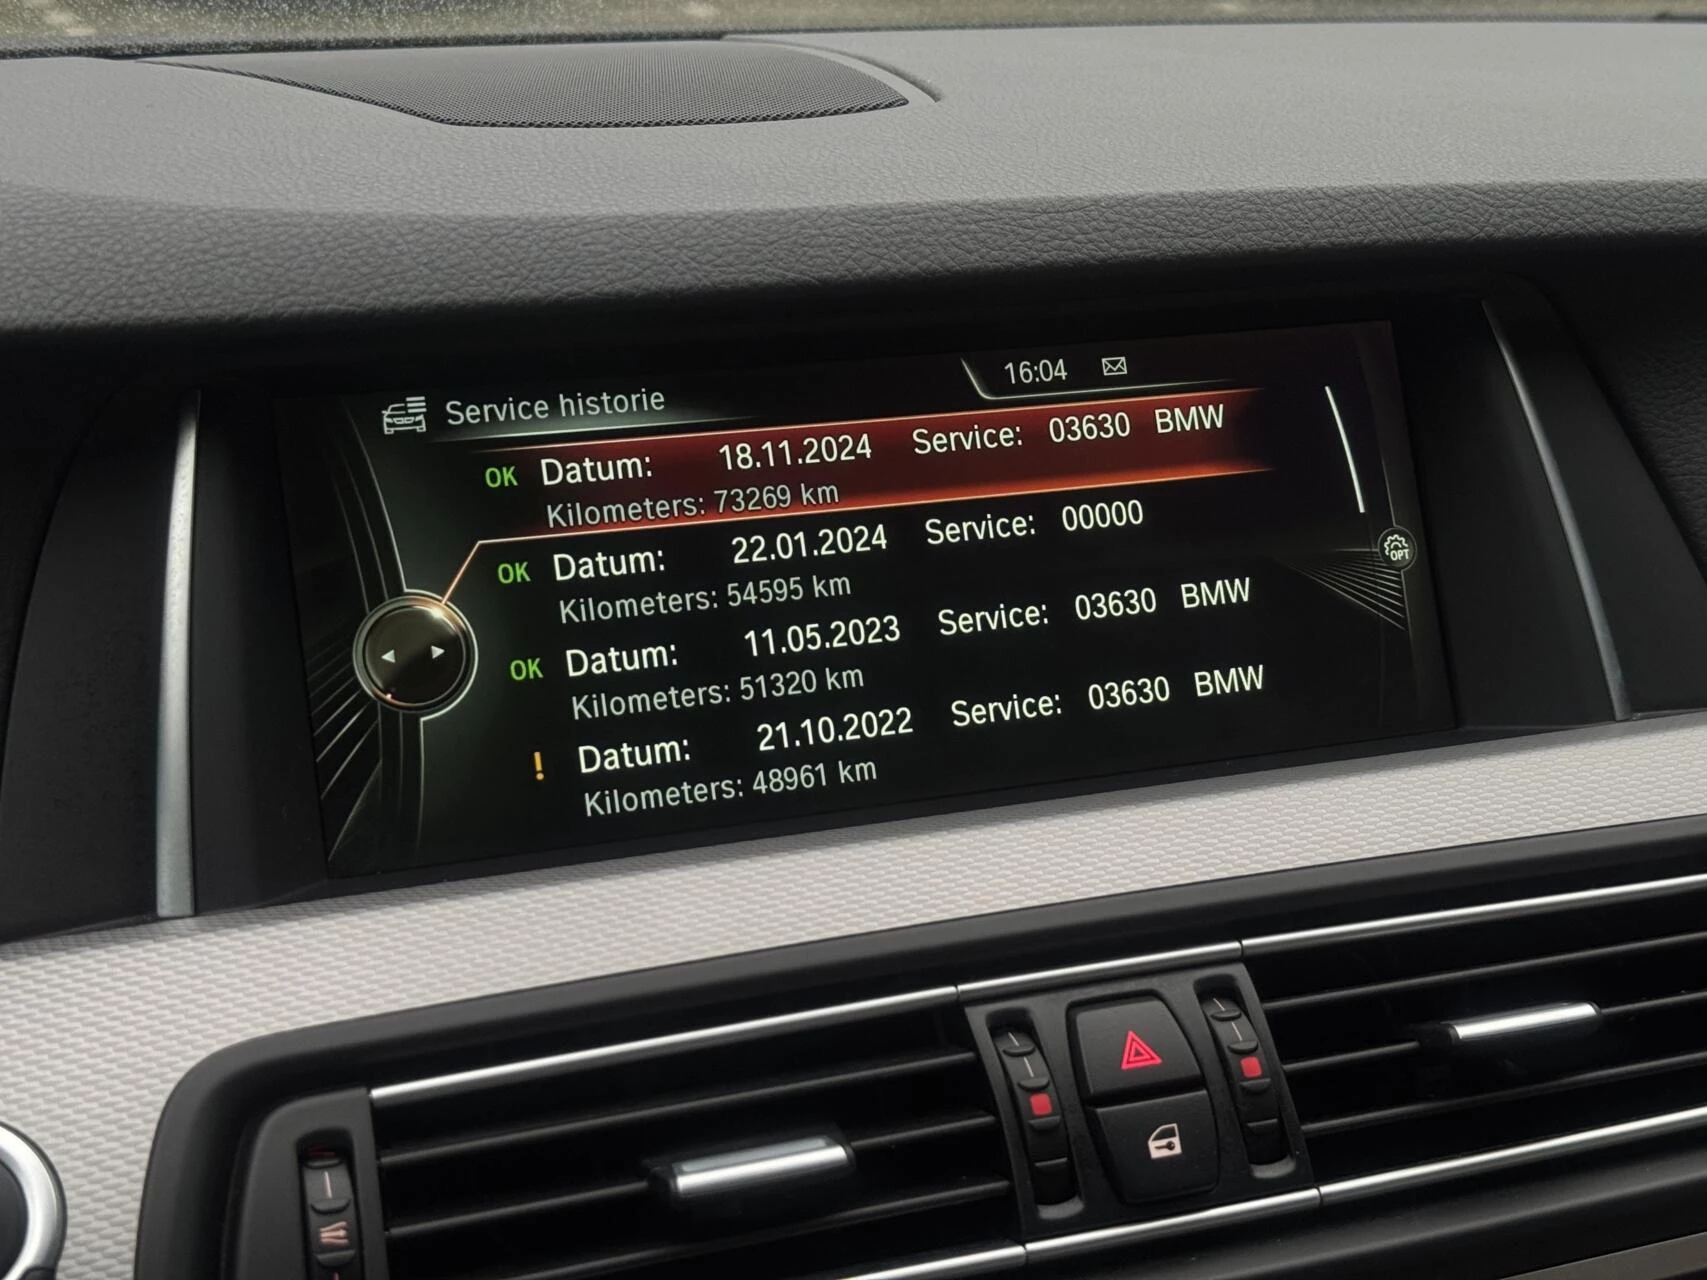 16:04
Service historie
OK Datum: 18.11.2024 Service: 03630 BMW
Kilometers: 73269 km
OK Datum: 22.01.2024 Service: 00000
Kilometers: 54595 km
OK Datum: 11.05.2023 Service: 03630 BMW
Kilometers: 51320 km
! Datum: 21.10.2022 Service: 03630 BMW
Kilometers: 48961 km
OPT